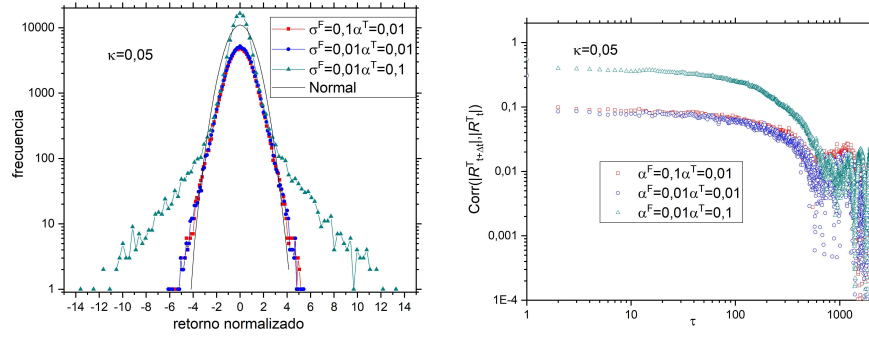 10000
1000
100
10
1
frecuencia
κ=0,05
σF=0,1αT=0,01
σF=0,01αT=0,01
σF=0,01αT=0,1
Normal
-14 -12 -10 -8 -6 -4 -2 0 2 4 6 8 10 12 14
retorno normalizado
1
0,1
0,01
0,001
1E-4
Corr(|RTt+Δt|,|RTt|)
κ=0,05
αF=0,1αT=0,01
αF=0,01αT=0,01
αF=0,01αT=0,1
1 10 100 1000
τ